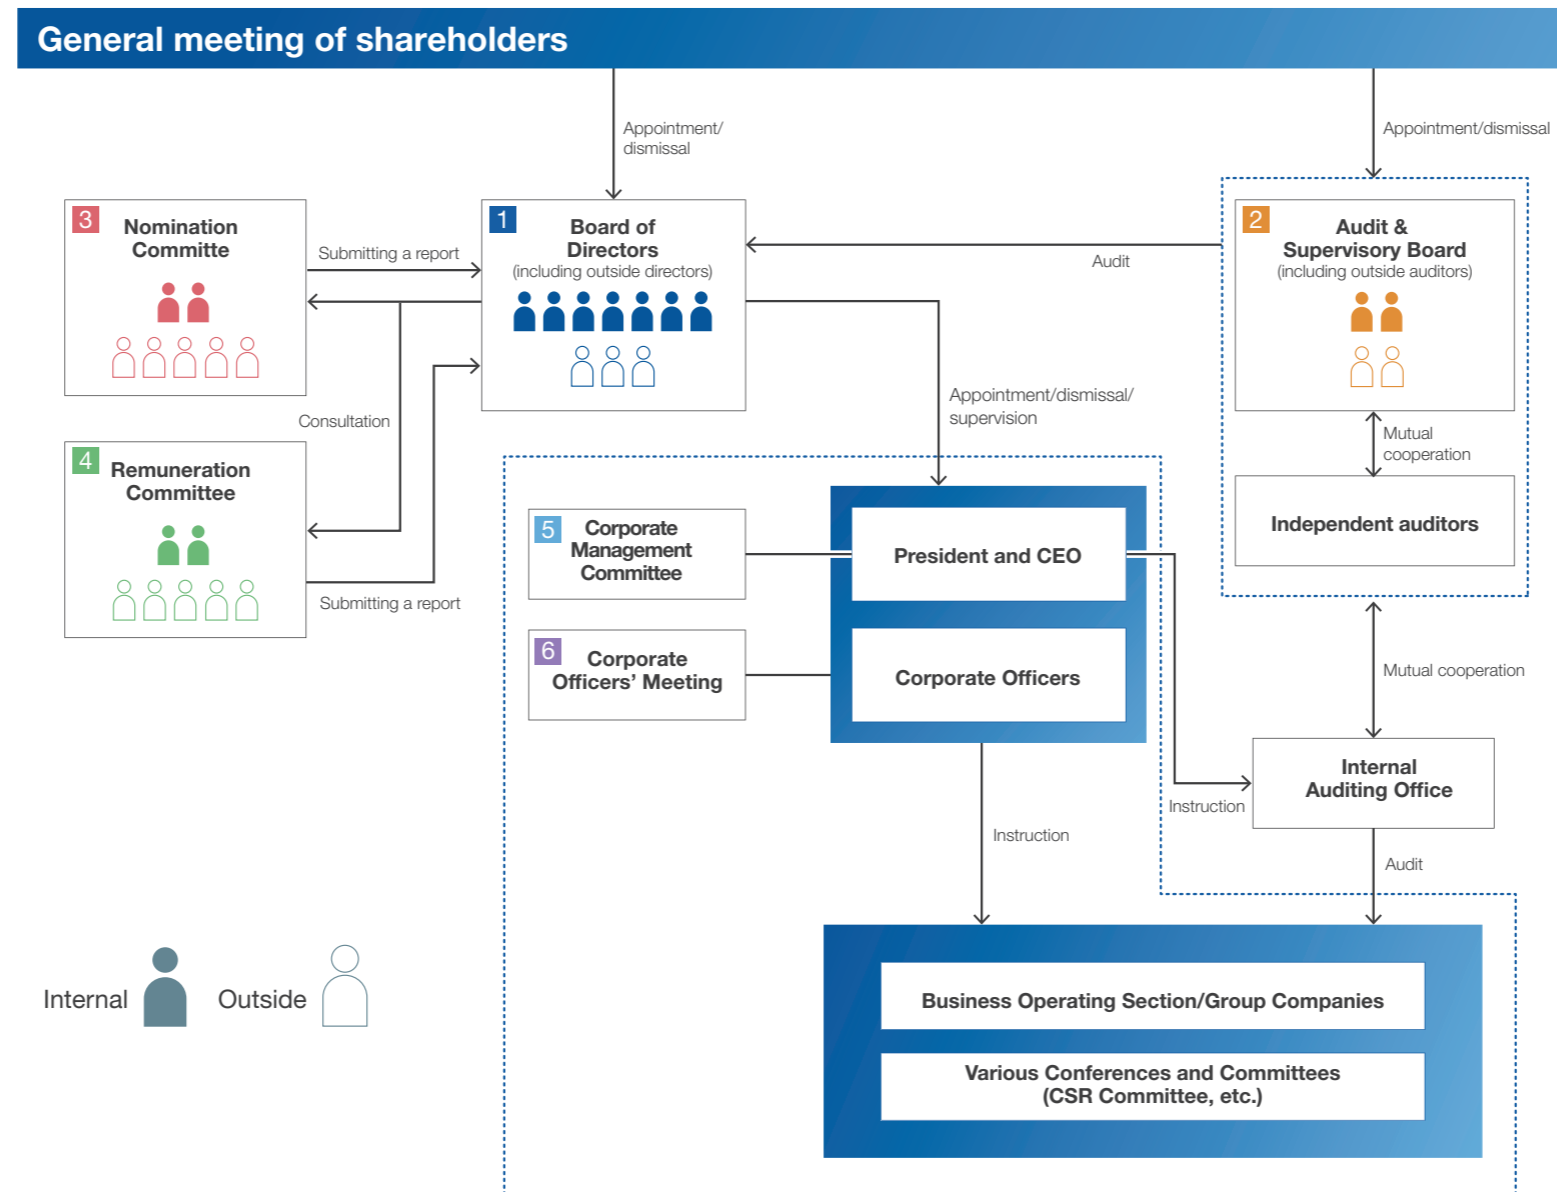 General meeting of shareholders
Appointment/
dismissal
Appointment/dismissal
3
Nomination
Committe
Submitting a report
1
Board of
Directors
(including outside directors)
Audit
2
Audit &
Supervisory Board
(including outside auditors)
Consultation
Appointment/dismissal/
supervision
Mutual
cooperation
4
Remuneration
Committee
Submitting a report
Independent auditors
5
Corporate
Management
Committee
President and CEO
6
Corporate
Officers’ Meeting
Corporate Officers
Mutual cooperation
Internal
Auditing Office
Instruction
Instruction
Audit
Internal
Outside
Business Operating Section/Group Companies
Various Conferences and Committees
(CSR Committee, etc.)